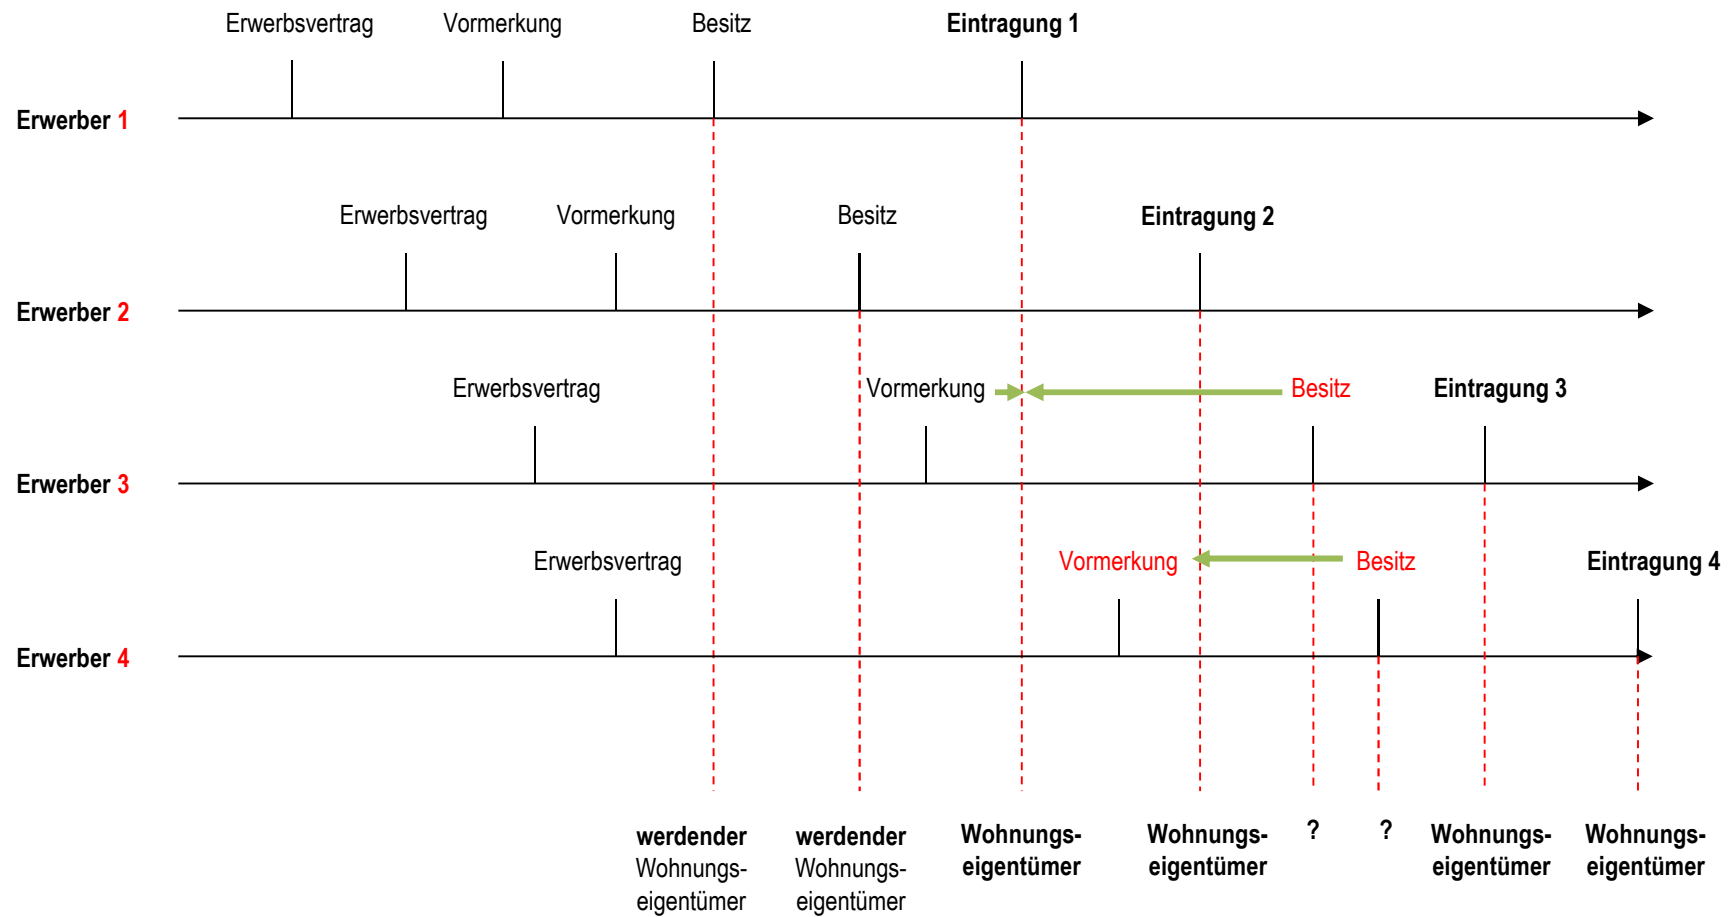 Erwerbsvertrag Vormerkung Besitz Eintragung 1
Erwerber 1
Erwerbsvertrag Vormerkung Besitz Eintragung 2
Erwerber 2
Erwerbsvertrag Vormerkung Besitz Eintragung 3
Erwerber 3
Erwerbsvertrag Vormerkung Besitz Eintragung 4
Erwerber 4
werdender
Wohnungs-
eigentümer
werdender
Wohnungs-
eigentümer
Wohnungs-
eigentümer
Wohnungs-
eigentümer
?
?
Wohnungs-
eigentümer
Wohnungs-
eigentümer